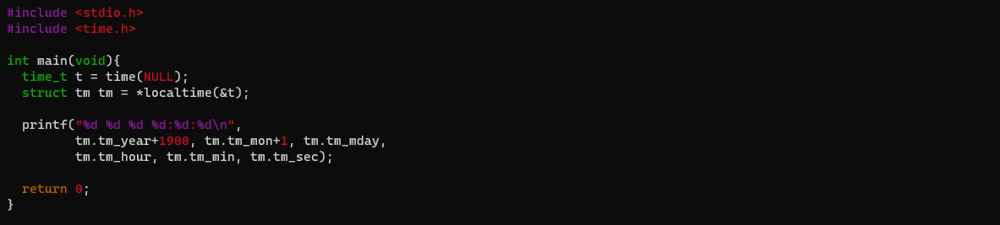 #include <stdio.h>
#include <time.h>

int main(void){
  time_t t = time(NULL);
  struct tm tm = *localtime(&t);

  printf("%d %d %d %d:%d:%d\n",
         tm.tm_year+1900, tm.tm_mon+1, tm.tm_mday,
         tm.tm_hour, tm.tm_min, tm.tm_sec);

  return 0;
}